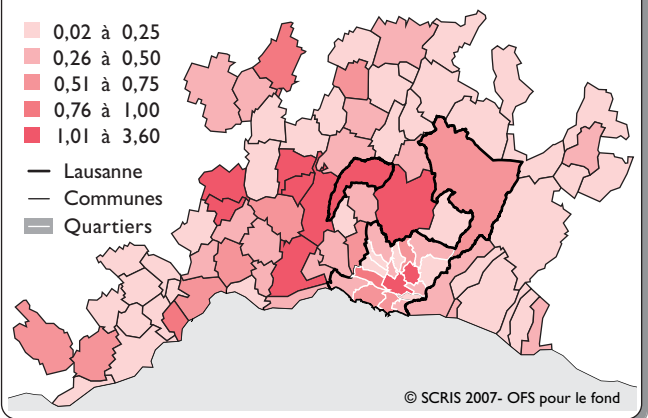 0,02 à 0,25
0,26 à 0,50
0,51 à 0,75
0,76 à 1,00
1,01 à 3,60
Lausanne
Communes
Quartiers
© SCRIS 2007- OFS pour le fond